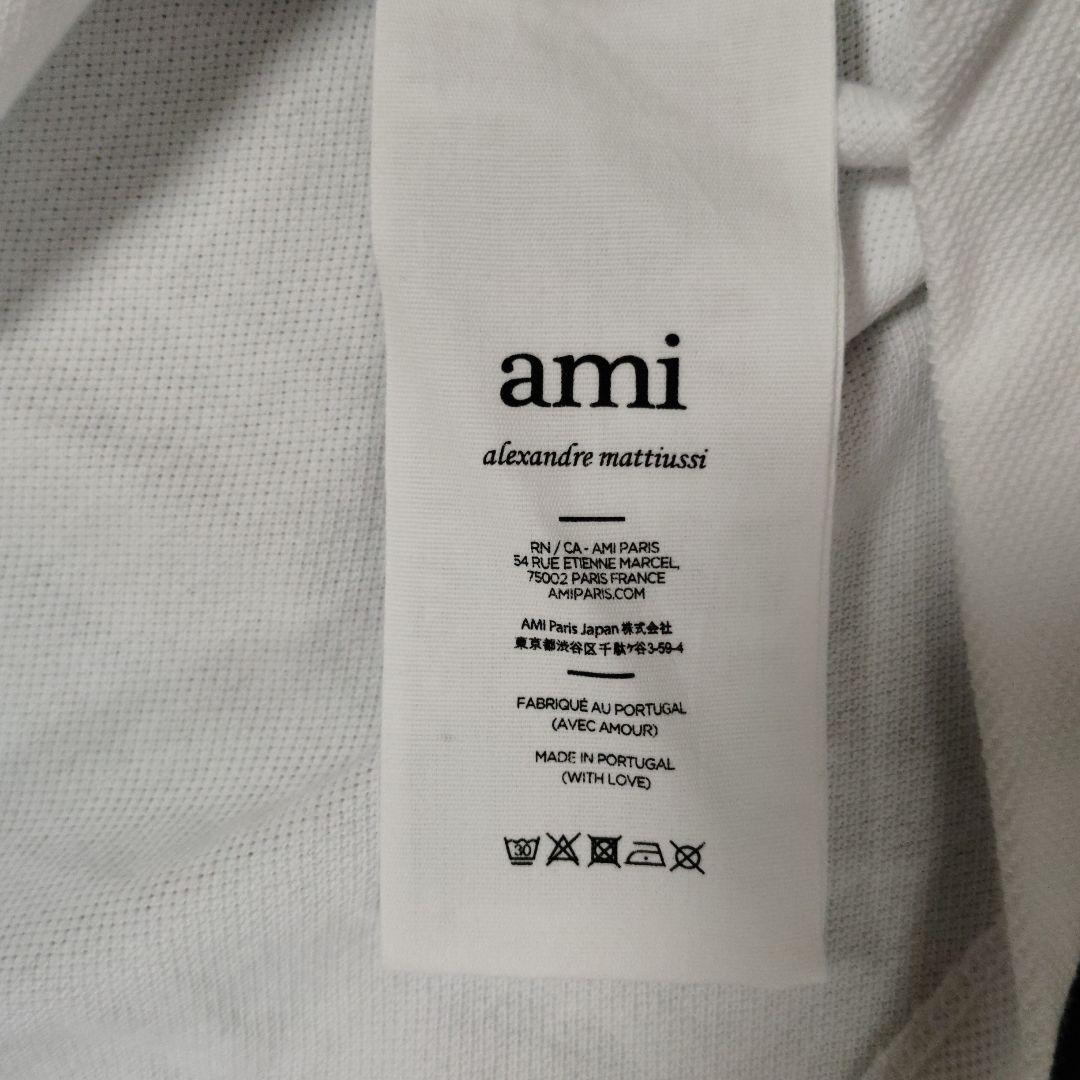 ami
alexandre mattiussi
RN / CA - AMI PARIS
54 RUE ETIENNE MARCEL,
75002 PARIS FRANCE
AMIPARIS.COM
AMI Paris Japan 株式会社
東京都渋谷区千駄ケ谷3-59-4
FABRIQUÉ AU PORTUGAL
(AVEC AMOUR)
MADE IN PORTUGAL
(WITH LOVE)
30